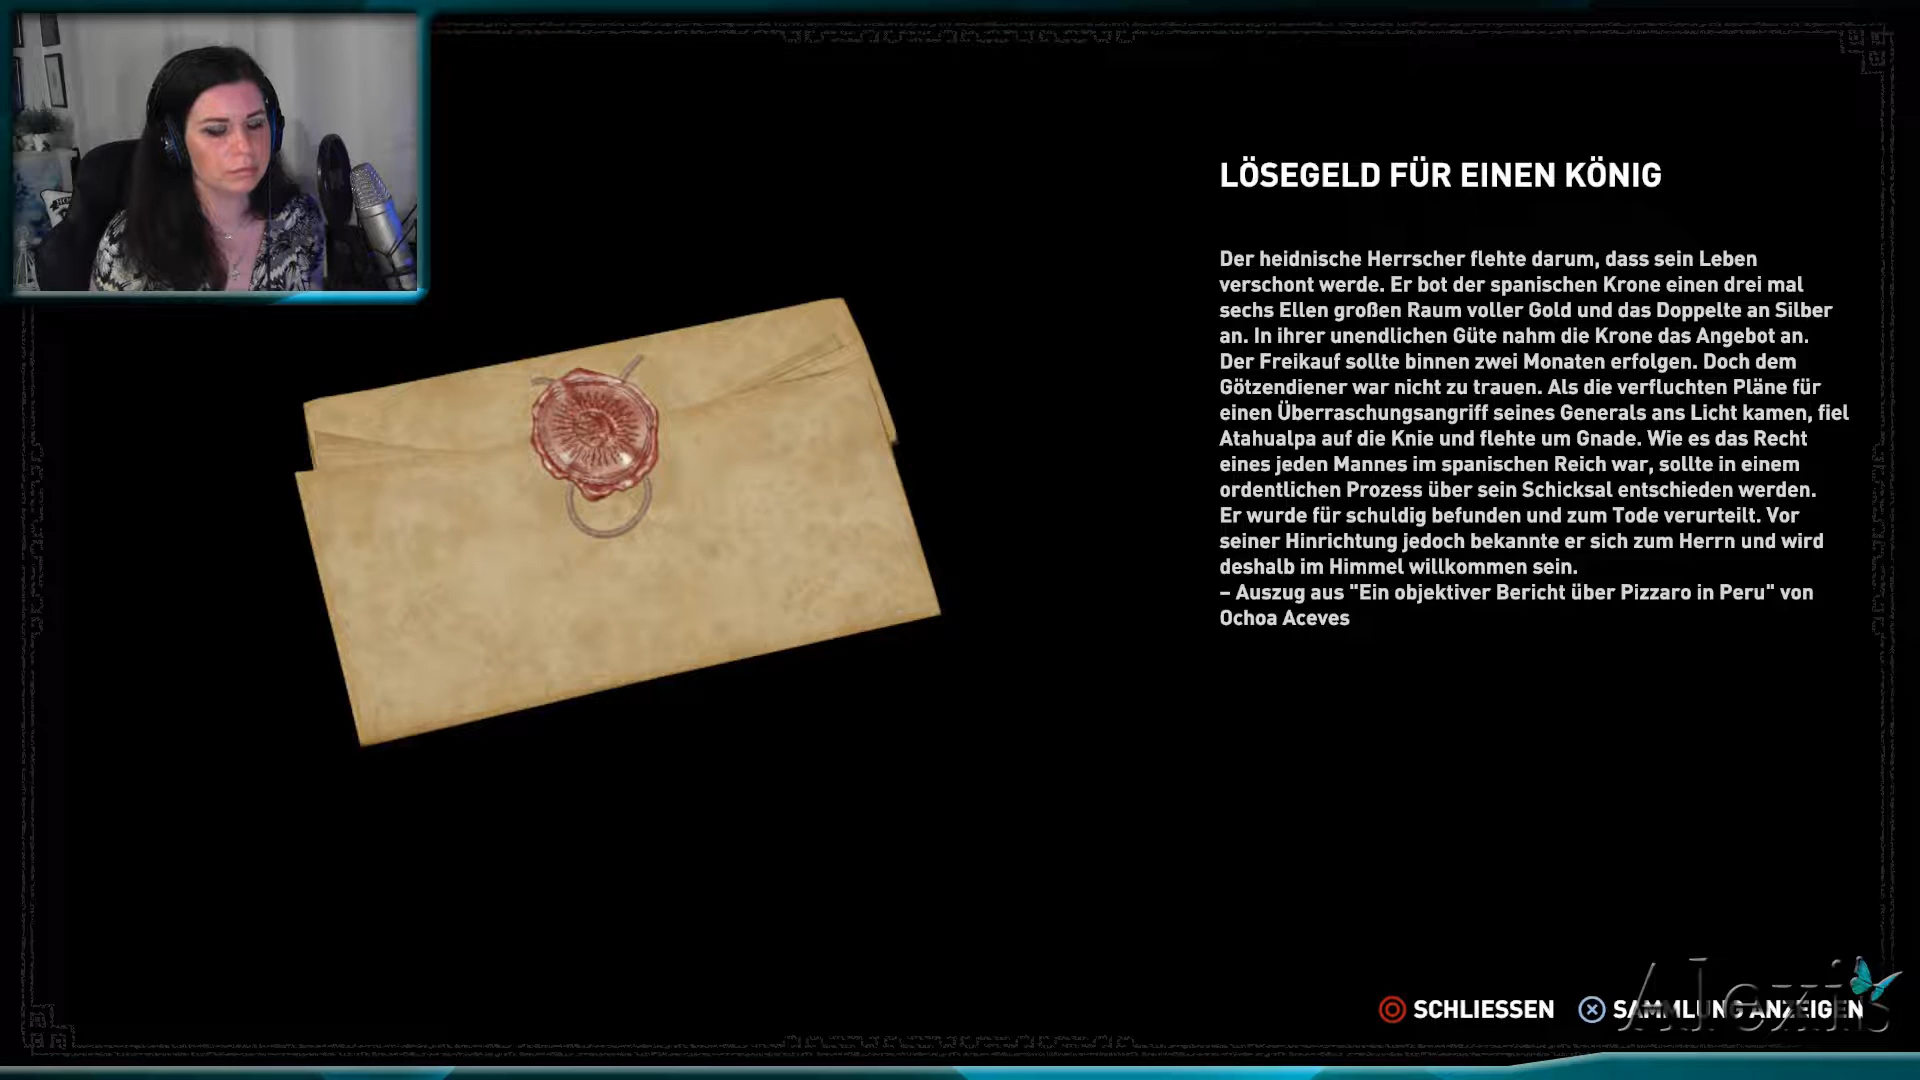 LÖSEGELD FÜR EINEN KÖNIG
Der heidnische Herrscher flehte darum, dass sein Leben
verschont werde. Er bot der spanischen Krone einen drei mal
sechs Ellen großen Raum voller Gold und das Doppelte an Silber
an. In ihrer unendlichen Güte nahm die Krone das Angebot an.
Der Freikauf sollte binnen zwei Monaten erfolgen. Doch dem
Götzendiener war nicht zu trauen. Als die verfluchten Pläne für
einen Überraschungsangriff seines Generals ans Licht kamen, fiel
Atahualpa auf die Knie und flehte um Gnade. Wie es das Recht
eines jeden Mannes im spanischen Reich war, sollte in einem
ordentlichen Prozess über sein Schicksal entschieden werden.
Er wurde für schuldig befunden und zum Tode verurteilt. Vor
seiner Hinrichtung jedoch bekannte er sich zum Herrn und wird
deshalb im Himmel willkommen sein.
– Auszug aus "Ein objektiver Bericht über Pizzaro in Peru" von
Ochoa Aceves
SCHLIESSEN SAMMLUNG ANZEIGEN